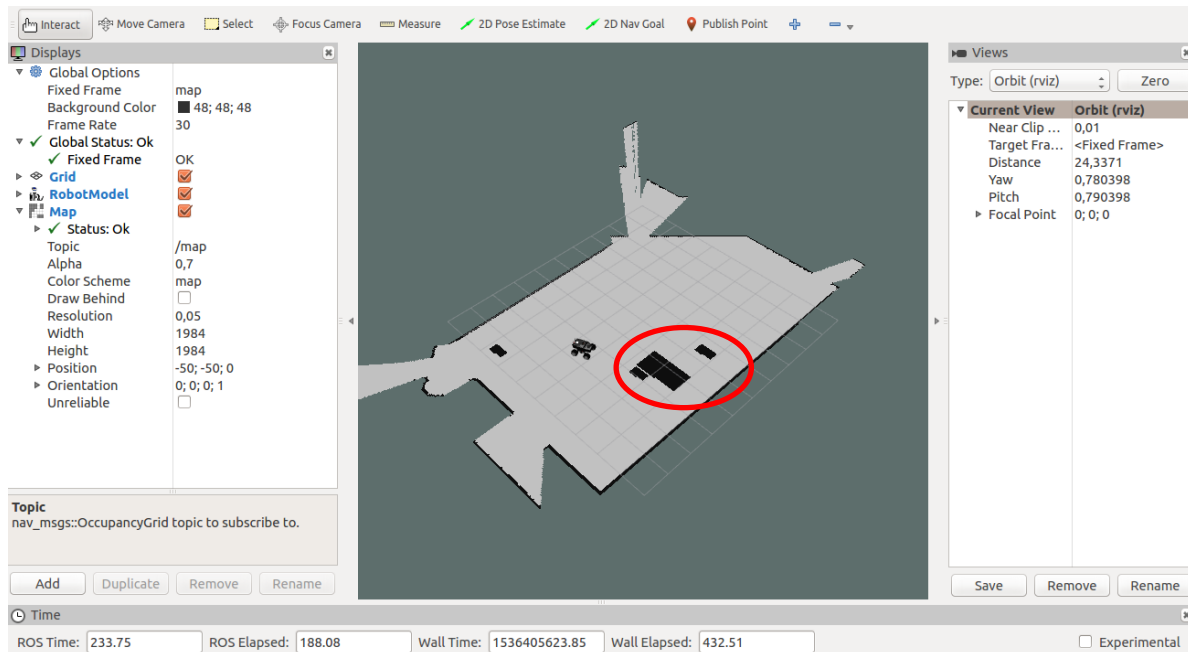 Interact Move Camera Select Focus Camera Measure 2D Pose Estimate 2D Nav Goal Publish Point
Displays
Global Options
Fixed Frame map
Background Color 48; 48; 48
Frame Rate 30
Global Status: Ok
Fixed Frame OK
Grid
RobotModel
Map
Status: Ok
Topic /map
Alpha 0,7
Color Scheme map
Draw Behind
Resolution 0,05
Width 1984
Height 1984
Position -50; -50; 0
Orientation 0; 0; 0; 1
Unreliable
Topic
nav_msgs::OccupancyGrid topic to subscribe to.
Add Duplicate Remove Rename
Views
Type: Orbit (rviz) Zero
Current View Orbit (rviz)
Near Clip ... 0,01
Target Fra... <Fixed Frame>
Distance 24,3371
Yaw 0,780398
Pitch 0,790398
Focal Point 0; 0; 0
Save Remove Rename
Time
ROS Time: 233.75 ROS Elapsed: 188.08 Wall Time: 1536405623.85 Wall Elapsed: 432.51 Experimental